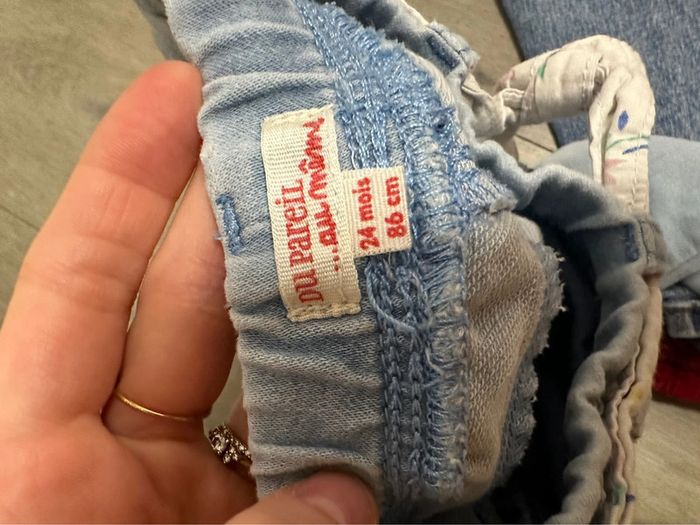 DU PAREIL
...au même
24 mois
86 cm